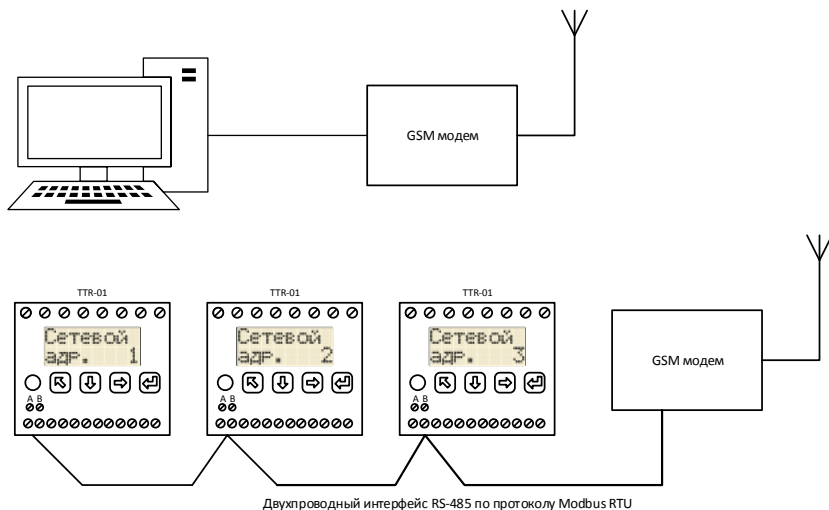 GSM модем
TTR-01
TTR-01
TTR-01
Сетевой
адр. 1
Сетевой
адр. 2
Сетевой
адр. 3
GSM модем
A B
A B
A B
Двухпроводный интерфейс RS-485 по протоколу Modbus RTU